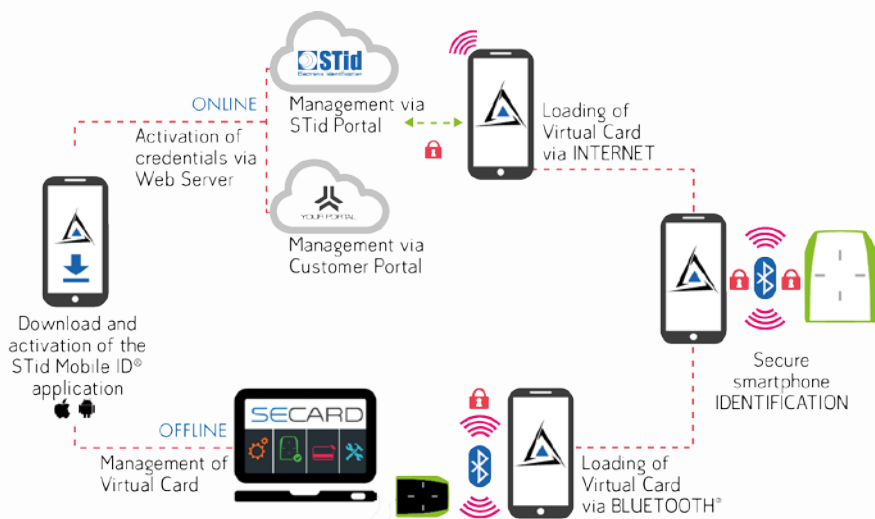 STid
Electronic Identification
ONLINE
Management via
STid Portal
Activation of
credentials via
Web Server
YOUR PORTAL
Management via
Customer Portal
Loading of
Virtual Card
via INTERNET
Download and
activation of the
STid Mobile ID®
application
Secure
smartphone
IDENTIFICATION
OFFLINE
Management of
Virtual Card
SECARD
Loading of
Virtual Card
via BLUETOOTH®